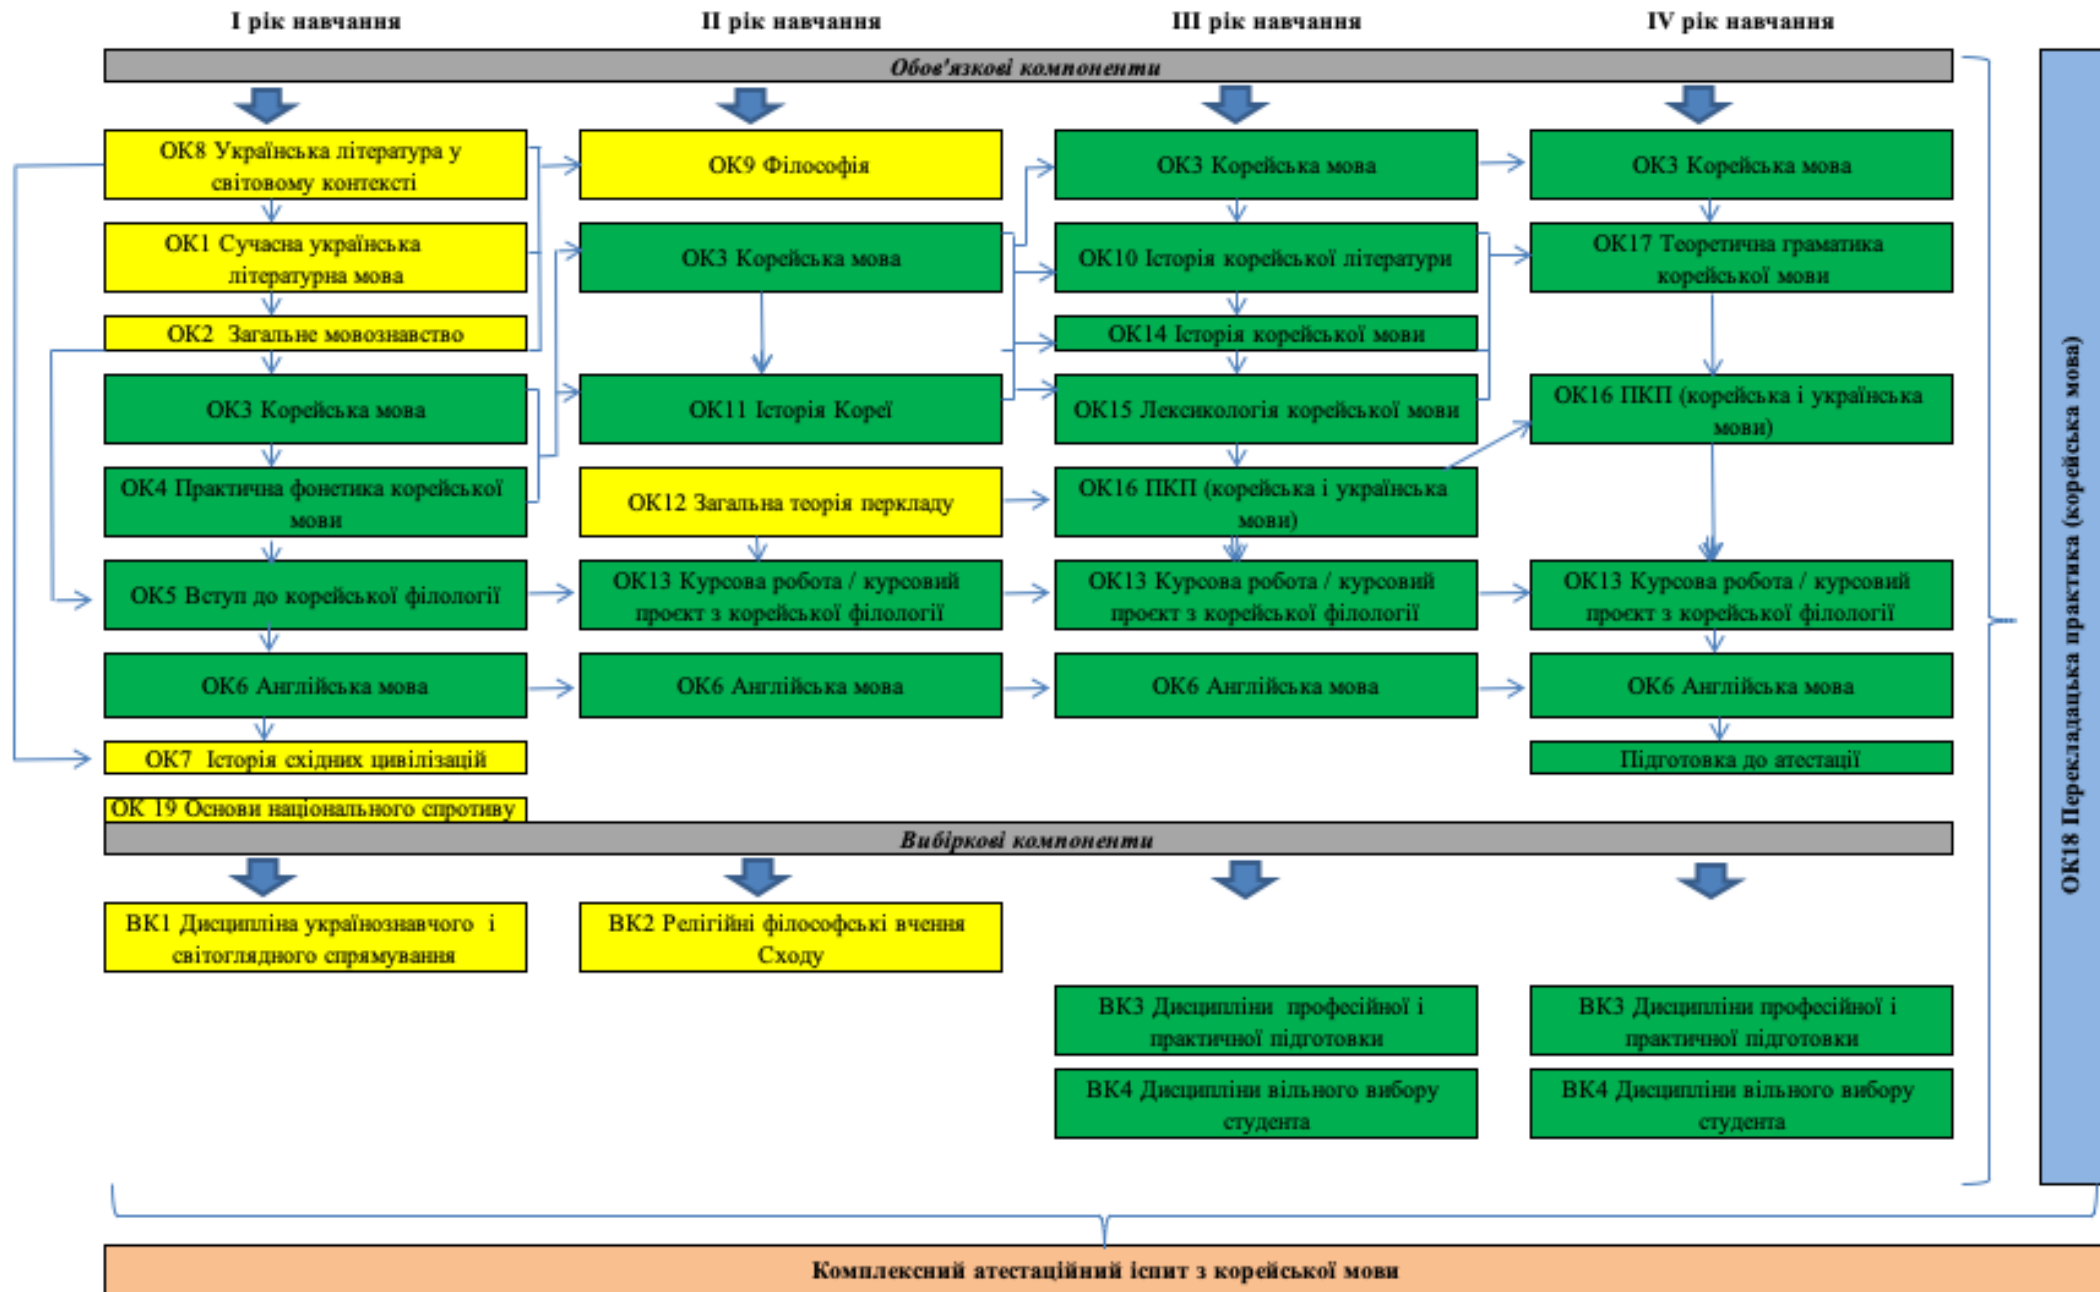 I рік навчання
II рік навчання
III рік навчання
IV рік навчання
Обов'язкові компоненти
ОК8 Українська література у
світовому контексті
ОК9 Філософія
ОК3 Корейська мова
ОК3 Корейська мова
ОК1 Сучасна українська
літературна мова
ОК3 Корейська мова
ОК10 Історія корейської літератури
ОК17 Теоретична граматика
корейської мови
ОК2 Загальне мовознавство
ОК14 Історія корейської мови
ОК3 Корейська мова
ОК11 Історія Кореї
ОК15 Лексикологія корейської мови
ОК16 ПКП (корейська і українська
мови)
ОК4 Практична фонетика корейської
мови
ОК12 Загальна теорія перкладу
ОК16 ПКП (корейська і українська
мови)
ОК5 Вступ до корейської філології
ОК13 Курсова робота / курсовий
проєкт з корейської філології
ОК13 Курсова робота / курсовий
проєкт з корейської філології
ОК13 Курсова робота / курсовий
проєкт з корейської філології
ОК6 Англійська мова
ОК6 Англійська мова
ОК6 Англійська мова
ОК6 Англійська мова
ОК7 Історія східних цивілізацій
Підготовка до атестації
ОК 19 Основи національного спротиву
Вибіркові компоненти
ВК1 Дисципліна українознавчого і
світоглядного спрямування
ВК2 Релігійні філософські вчення
Сходу
ВК3 Дисципліни професійної і
практичної підготовки
ВК3 Дисципліни професійної і
практичної підготовки
ВК4 Дисципліни вільного вибору
студента
ВК4 Дисципліни вільного вибору
студента
ОК18 Перекладацька практика (корейська мова)
Комплексний атестаційний іспит з корейської мови